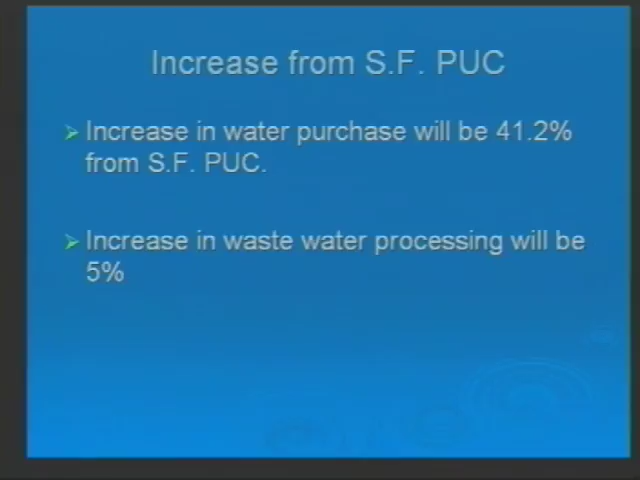 Increase from S.F. PUC
Increase in water purchase will be 41.2%
from S.F. PUC.
Increase in waste water processing will be
5%